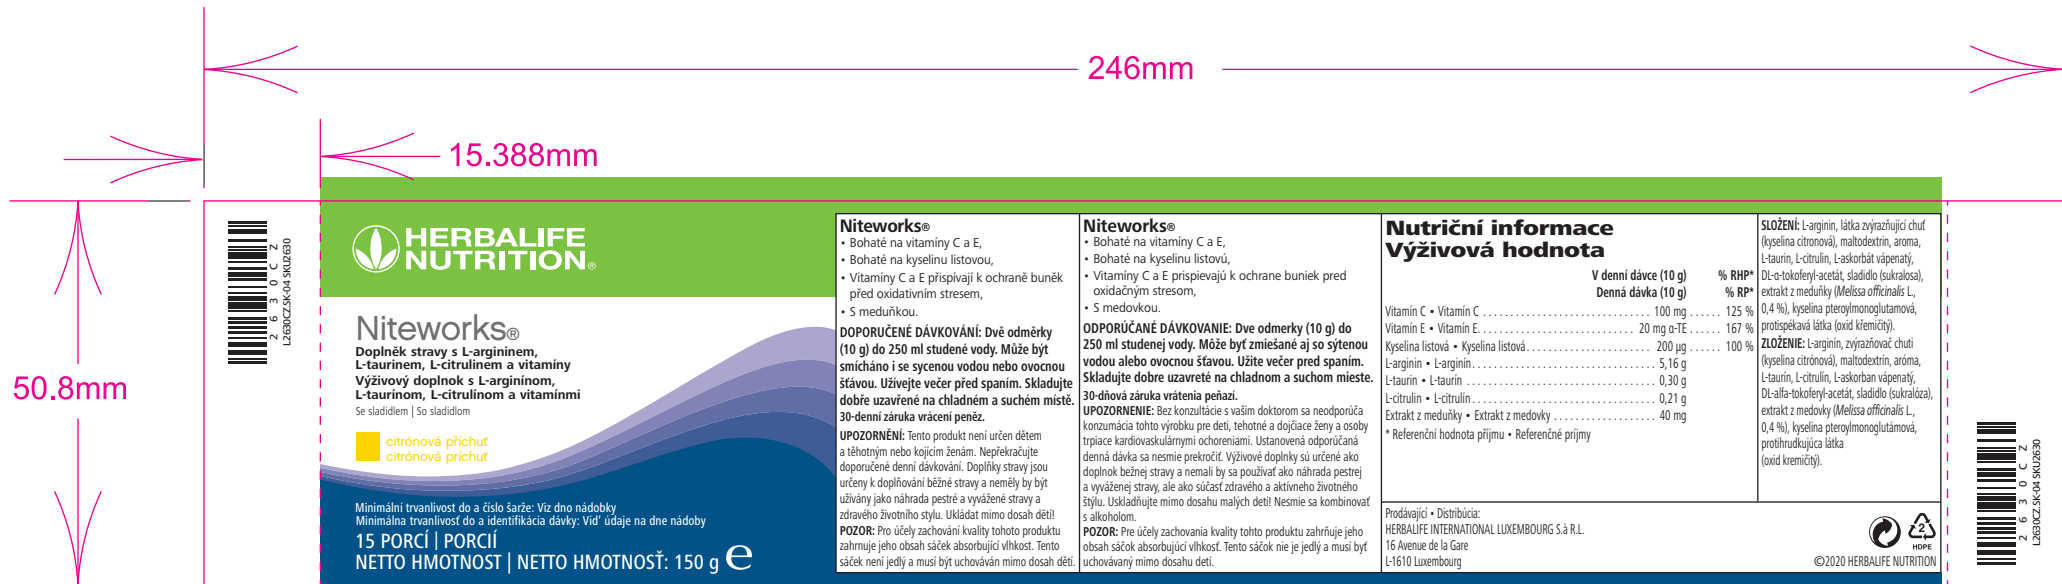 246mm
15.388mm
50.8mm
2630CZ
L2630CZ.SK-04 SKU2630
HERBALIFE
NUTRITION®
Niteworks®
Doplněk stravy s L-argininem,
L-taurinem, L-citrulinem a vitamíny
Výživový doplnok s L-arginínom,
L-taurínom, L-citrulínom a vitamínmi
Se sladidlem | So sladidlom
citrónová příchuť
citrónová príchuť
Minimální trvanlivost do a číslo šarže: Viz dno nádobky
Minimálna trvanlivosť do a identifikácia dávky: Viď údaje na dne nádoby
15 PORCÍ | PORCIÍ
NETTO HMOTNOST | NETTO HMOTNOSŤ: 150 g ℮
Niteworks®
• Bohaté na vitamíny C a E,
• Bohaté na kyselinu listovou,
• Vitamíny C a E přispívají k ochraně buněk
před oxidativním stresem,
• S meduňkou.
DOPORUČENÉ DÁVKOVÁNÍ: Dvě odměrky
(10 g) do 250 ml studené vody. Může být
smícháno i se sycenou vodou nebo ovocnou
šťávou. Užívejte večer před spaním. Skladujte
dobře uzavřené na chladném a suchém místě.
30-denní záruka vrácení peněz.
UPOZORNĚNÍ: Tento produkt není určen dětem
a těhotným nebo kojícím ženám. Nepřekračujte
doporučené denní dávkování. Doplňky stravy jsou
určeny k doplňování běžné stravy a neměly by být
užívány jako náhrada pestré a vyvážené stravy a
zdravého životního stylu. Ukládat mimo dosah dětí!
POZOR: Pro účely zachování kvality tohoto produktu
zahrnuje jeho obsah sáček absorbující vlhkost. Tento
sáček není jedlý a musí být uchováván mimo dosah dětí.
Niteworks®
• Bohaté na vitamíny C a E,
• Bohaté na kyselinu listovú,
• Vitamíny C a E prispievajú k ochrane buniek pred
oxidačným stresom,
• S medovkou.
ODPORÚČANÉ DÁVKOVANIE: Dve odmerky (10 g) do
250 ml studenej vody. Môže byť zmiešané aj so sýtenou
vodou alebo ovocnou šťavou. Užite večer pred spaním.
Skladujte dobre uzavreté na chladnom a suchom mieste.
30-dňová záruka vrátenia peňazí.
UPOZORNENIE: Bez konzultácie s vašim doktorom sa neodporúča
konzumácia tohto výrobku pre deti, tehotné a dojčiace ženy a osoby
trpiace kardiovaskulárnymi ochoreniami. Ustanovená odporúčaná
denná dávka sa nesmie prekročiť. Výživové doplnky sú určené ako
doplnok bežnej stravy a nemali by sa používať ako náhrada pestrej
a vyváženej stravy, ale ako súčasť zdravého a aktívneho životného
štýlu. Uskladňujte mimo dosahu malých detí! Nesmie sa kombinovať
s alkoholom.
POZOR: Pre účely zachovania kvality tohto produktu zahŕňuje jeho
obsah sáčok absorbujúci vlhkosť. Tento sáčok nie je jedlý a musí byť
uchovávaný mimo dosahu detí.
Nutriční informace
Výživová hodnota
V denní dávce (10 g) % RHP*
Denná dávka (10 g) % RP*
Vitamín C • Vitamín C . . . . . . . . 100 mg . . . . . . 125 %
Vitamín E • Vitamín E . . . . . . . . 20 mg α-TE . . . . . . 167 %
Kyselina listová • Kyselina listová . . . . . . . . 200 µg . . . . . . 100 %
L-arginin • L-arginín . . . . . . . . 5,16 g
L-taurin • L-taurín . . . . . . . . 0,30 g
L-citrulin • L-citrulín . . . . . . . . 0,21 g
Extrakt z meduňky • Extrakt z medovky . . . . . . . . 40 mg
* Referenční hodnota příjmu • Referenčné príjmy
Prodávající • Distribúcia:
HERBALIFE INTERNATIONAL LUXEMBOURG S.à R.L.
16 Avenue de la Gare
L-1610 Luxembourg
SLOŽENÍ: L-arginin, látka zvýrazňující chuť
(kyselina citronová), maltodextrin, aroma,
L-taurin, L-citrulin, L-askorbát vápenatý,
DL-α-tokoferyl-acetát, sladidlo (sukralosa),
extrakt z meduňky (Melissa officinalis L.,
0,4 %), kyselina pteroylmonoglutamová,
protispékavá látka (oxid křemičitý).
ZLOŽENIE: L-arginín, zvýrazňovač chuti
(kyselina citrónová), maltodextrín, aróma,
L-taurín, L-citrulín, L-askorban vápenatý,
DL-alfa-tokoferyl-acetát, sladidlo (sukralóza),
extrakt z medovky (Melissa officinalis L.,
0,4 %), kyselina pteroylmonoglutámová,
protihrudkujúca látka
(oxid kremičitý).
2
HDPE
©2020 HERBALIFE NUTRITION
2630CZ
L2630CZ.SK-04 SKU2630